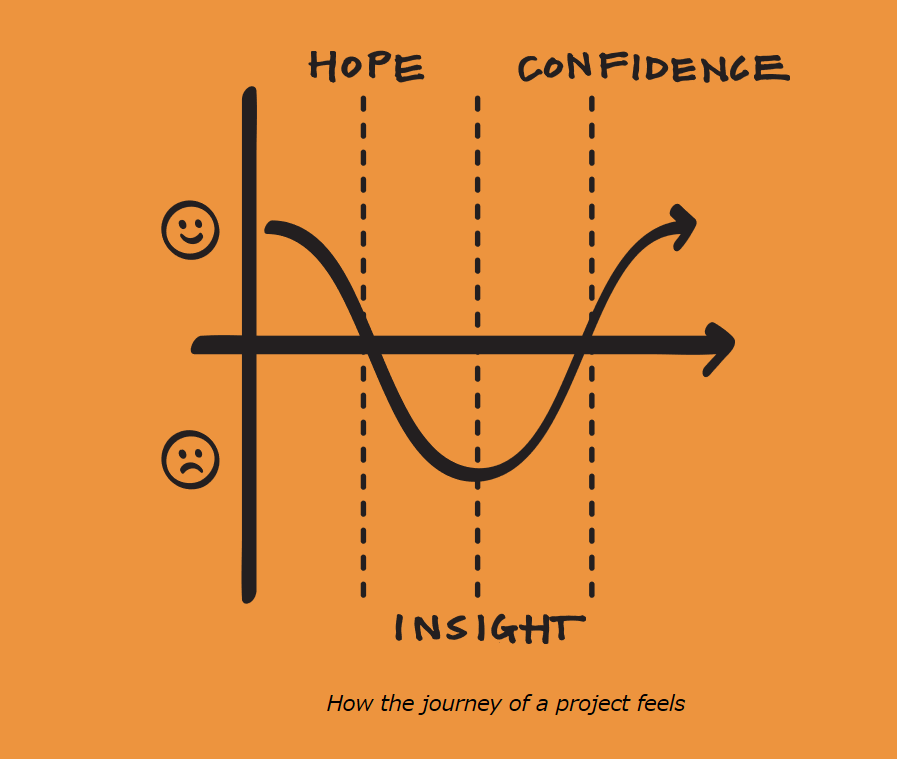 HOPE
CONFIDENCE
INSIGHT
How the journey of a project feels